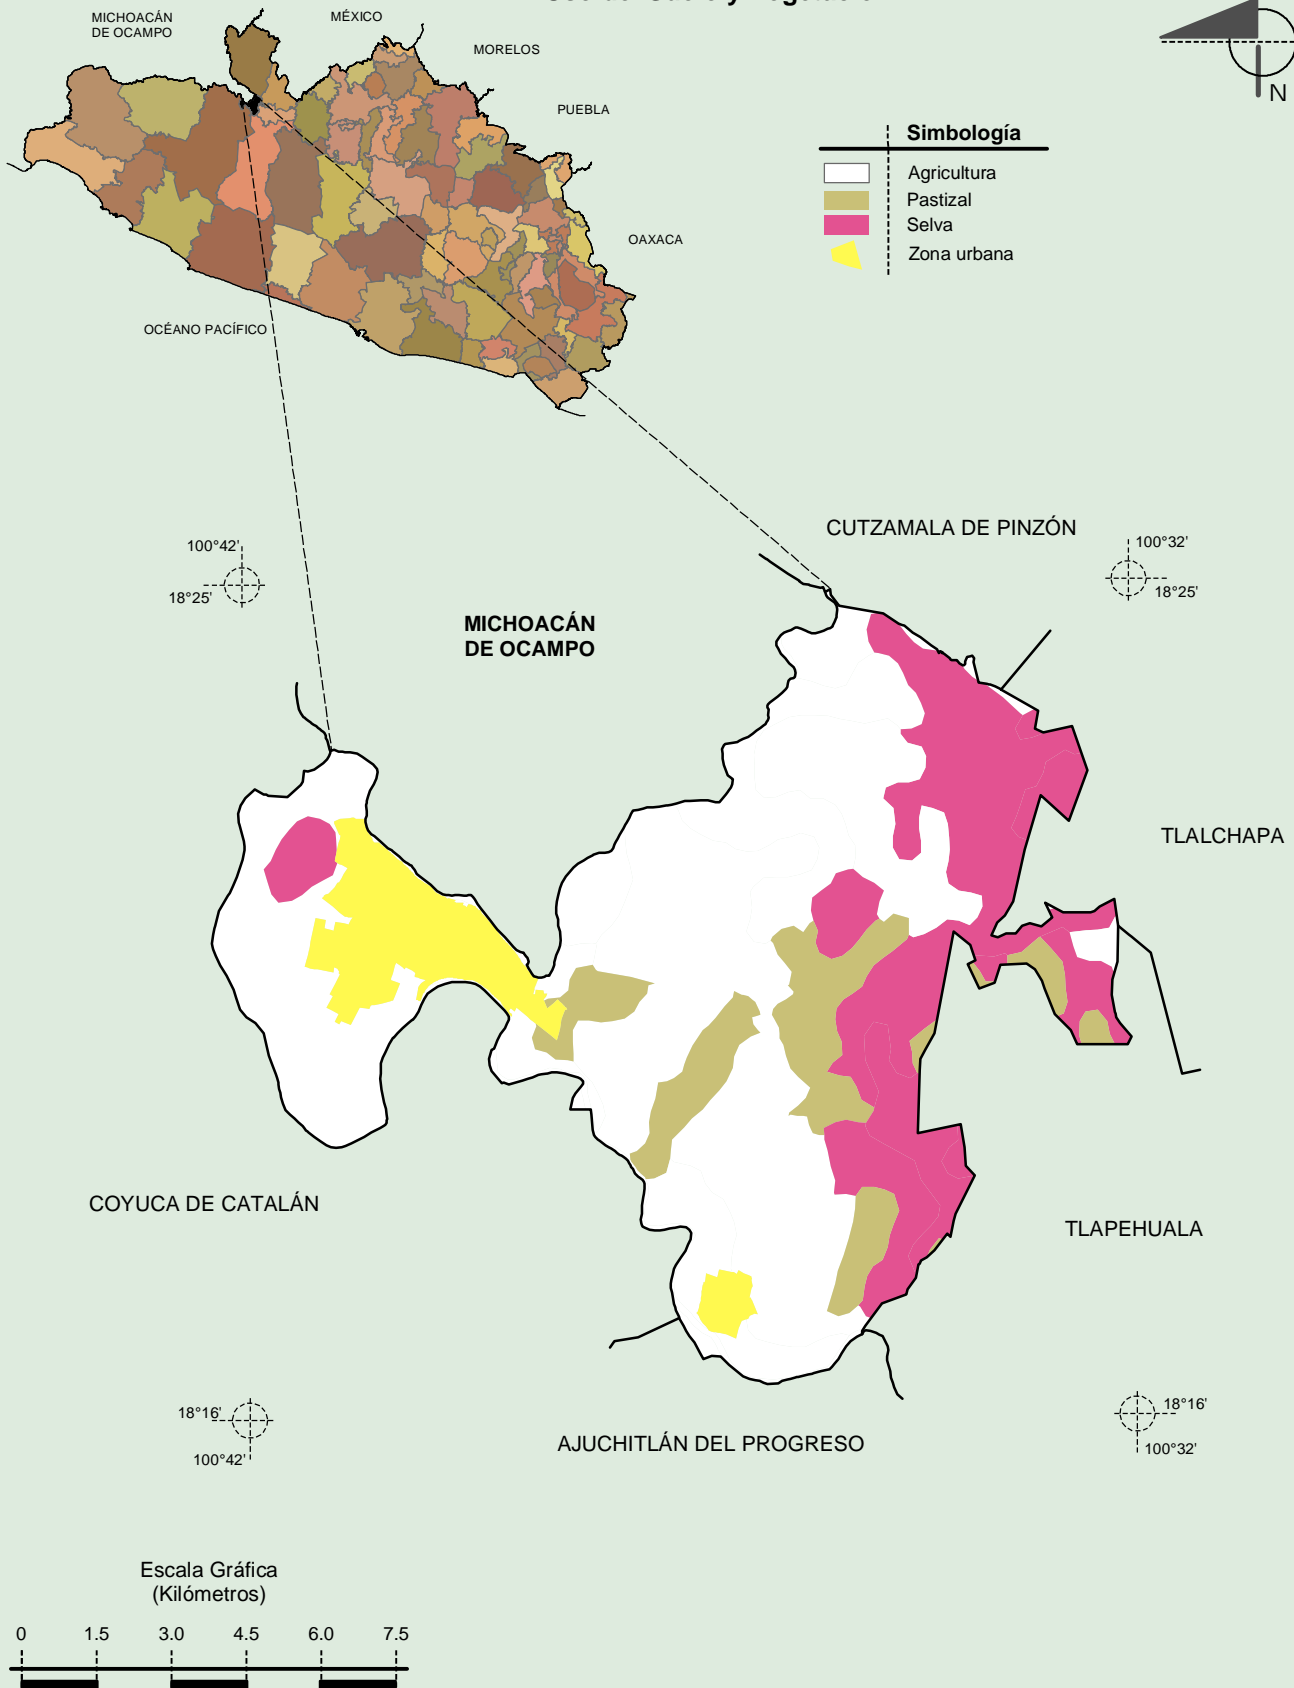 MICHOACÁN
DE OCAMPO
MÉXICO
MORELOS
PUEBLA
OAXACA
OCÉANO PACÍFICO
N
Simbología
Agricultura
Pastizal
Selva
Zona urbana
CUTZAMALA DE PINZÓN
100°42'
18°25'
100°32'
18°25'
MICHOACÁN
DE OCAMPO
TLALCHAPA
COYUCA DE CATALÁN
TLAPEHUALA
18°16'
100°42'
18°16'
100°32'
AJUCHITLÁN DEL PROGRESO
Escala Gráfica
(Kilómetros)
0 1.5 3.0 4.5 6.0 7.5